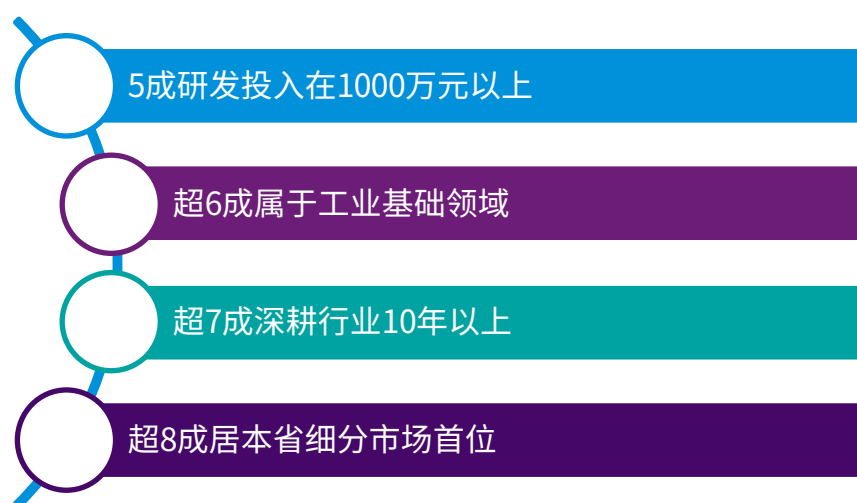 5成研发投入在1000万元以上
超6成属于工业基础领域
超7成深耕行业10年以上
超8成居本省细分市场首位